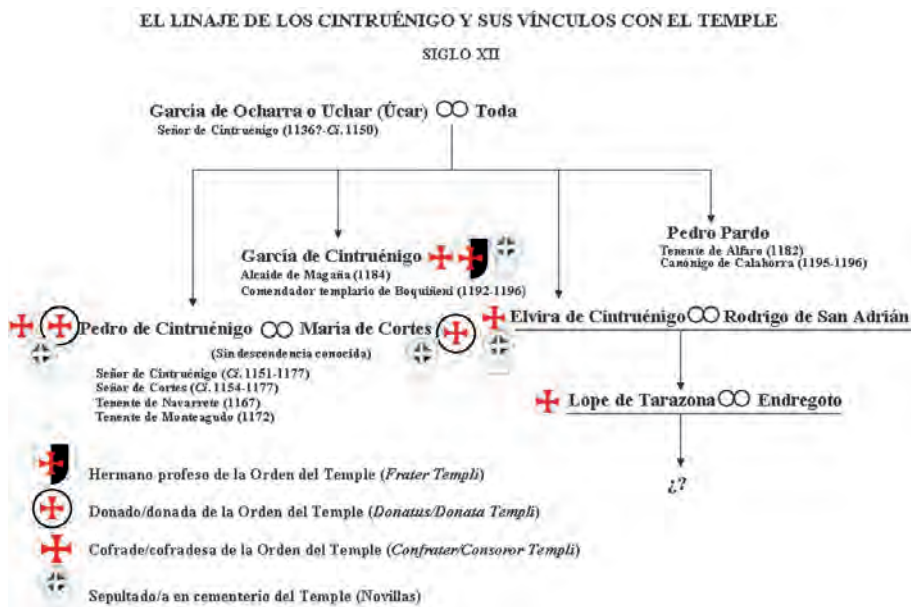 EL LINAJE DE LOS CINTRUÉNIGO Y SUS VÍNCULOS CON EL TEMPLE
SIGLO XII
García de Ocharra o Uchar (Úcar) Toda
Señor de Cintruénigo (1136?-Ci. 1150)
Pedro Pardo
Tenente de Alfaro (1182)
Canónigo de Calahorra (1195-1196)
García de Cintruénigo
Alcaide de Magaña (1184)
Comendador templario de Boquiñeni (1192-1196)
Pedro de Cintruénigo María de Cortes
(Sin descendencia conocida)
Señor de Cintruénigo (Ci. 1151-1177)
Señor de Cortes (Ci. 1154-1177)
Tenente de Navarrete (1167)
Tenente de Monteagudo (1172)
Elvira de Cintruénigo Rodrigo de San Adrián
Lope de Tarazona Endregoto
¿?
Hermano profeso de la Orden del Temple (Frater Templi)
Donado/donada de la Orden del Temple (Donatus/Donata Templi)
Cofrade/cofradesa de la Orden del Temple (Confrater/Consoror Templi)
Sepultado/a en cementerio del Temple (Novillas)